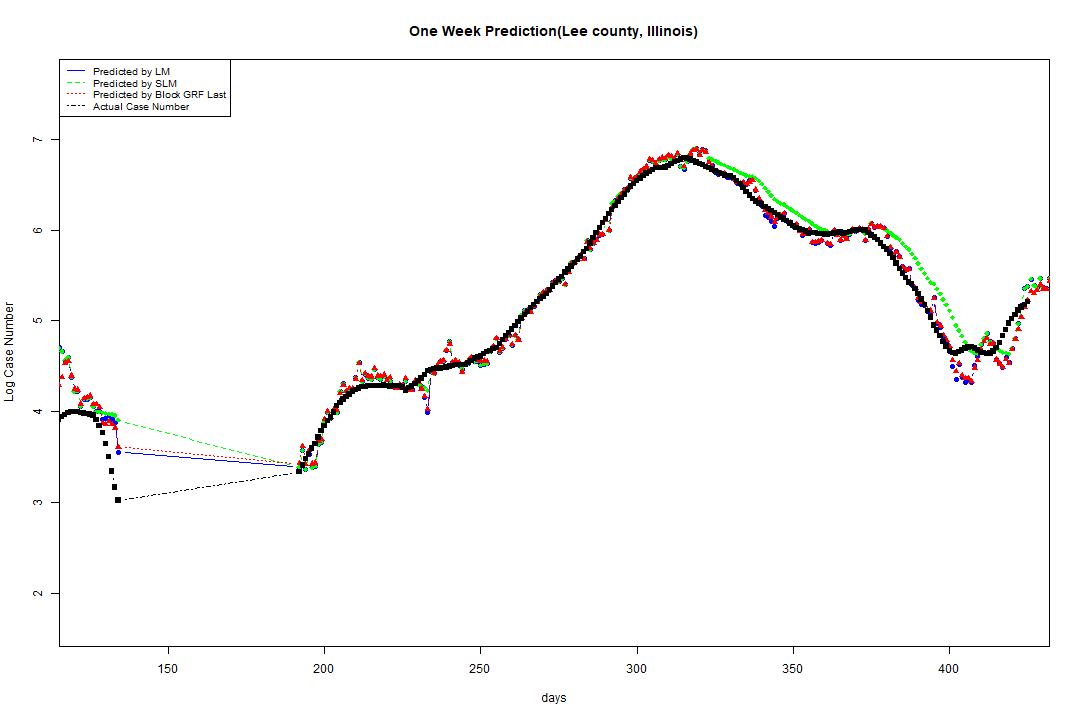 One Week Prediction(Lee county, Illinois)
Predicted by LM
Predicted by SLM
Predicted by Block GRF Last
Actual Case Number
Log Case Number
7
6
5
4
3
2
150 200 250 300 350 400
days